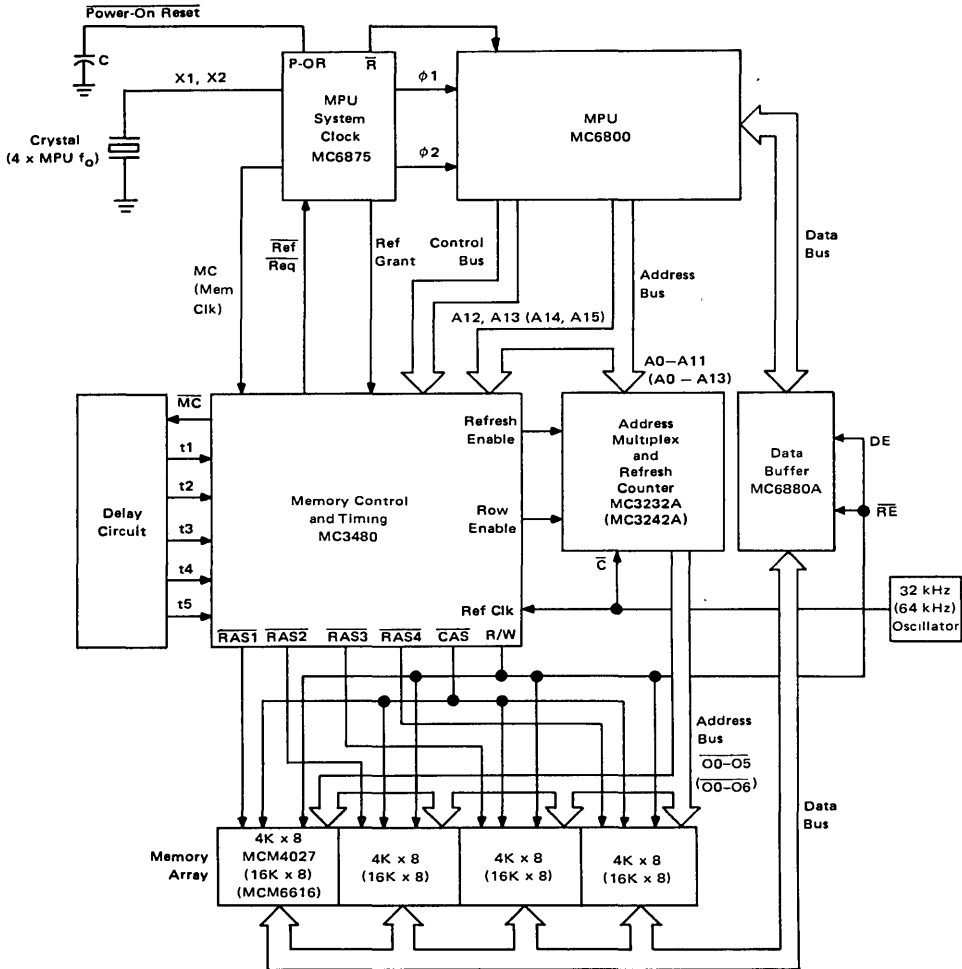 Power-On Reset
C
P-OR R̅
X1, X2
MPU
System
Clock
MC6875
ϕ1
ϕ2
MPU
MC6800
Crystal
(4 x MPU fo)
MC
(Mem
Clk)
Ref
Req
Ref
Grant
Control
Bus
Address
Bus
Data
Bus
A12, A13 (A14, A15)
A0–A11
(A0 – A13)
MC
t1
t2
t3
t4
t5
Delay
Circuit
Memory Control
and Timing
MC3480
Refresh
Enable
Row
Enable
Ref Clk
Address
Multiplex
and
Refresh
Counter
MC3232A
(MC3242A)
C̅
Data
Buffer
MC6880A
DE
RE
32 kHz
(64 kHz)
Oscillator
RAS1 RAS2 RAS3 RAS4 CAS R/W
Address
Bus
O0–O5
(O0–O6)
Data
Bus
Memory
Array
4K x 8
MCM4027
(16K x 8)
(MCM6616)
4K x 8
(16K x 8)
4K x 8
(16K x 8)
4K x 8
(16K x 8)